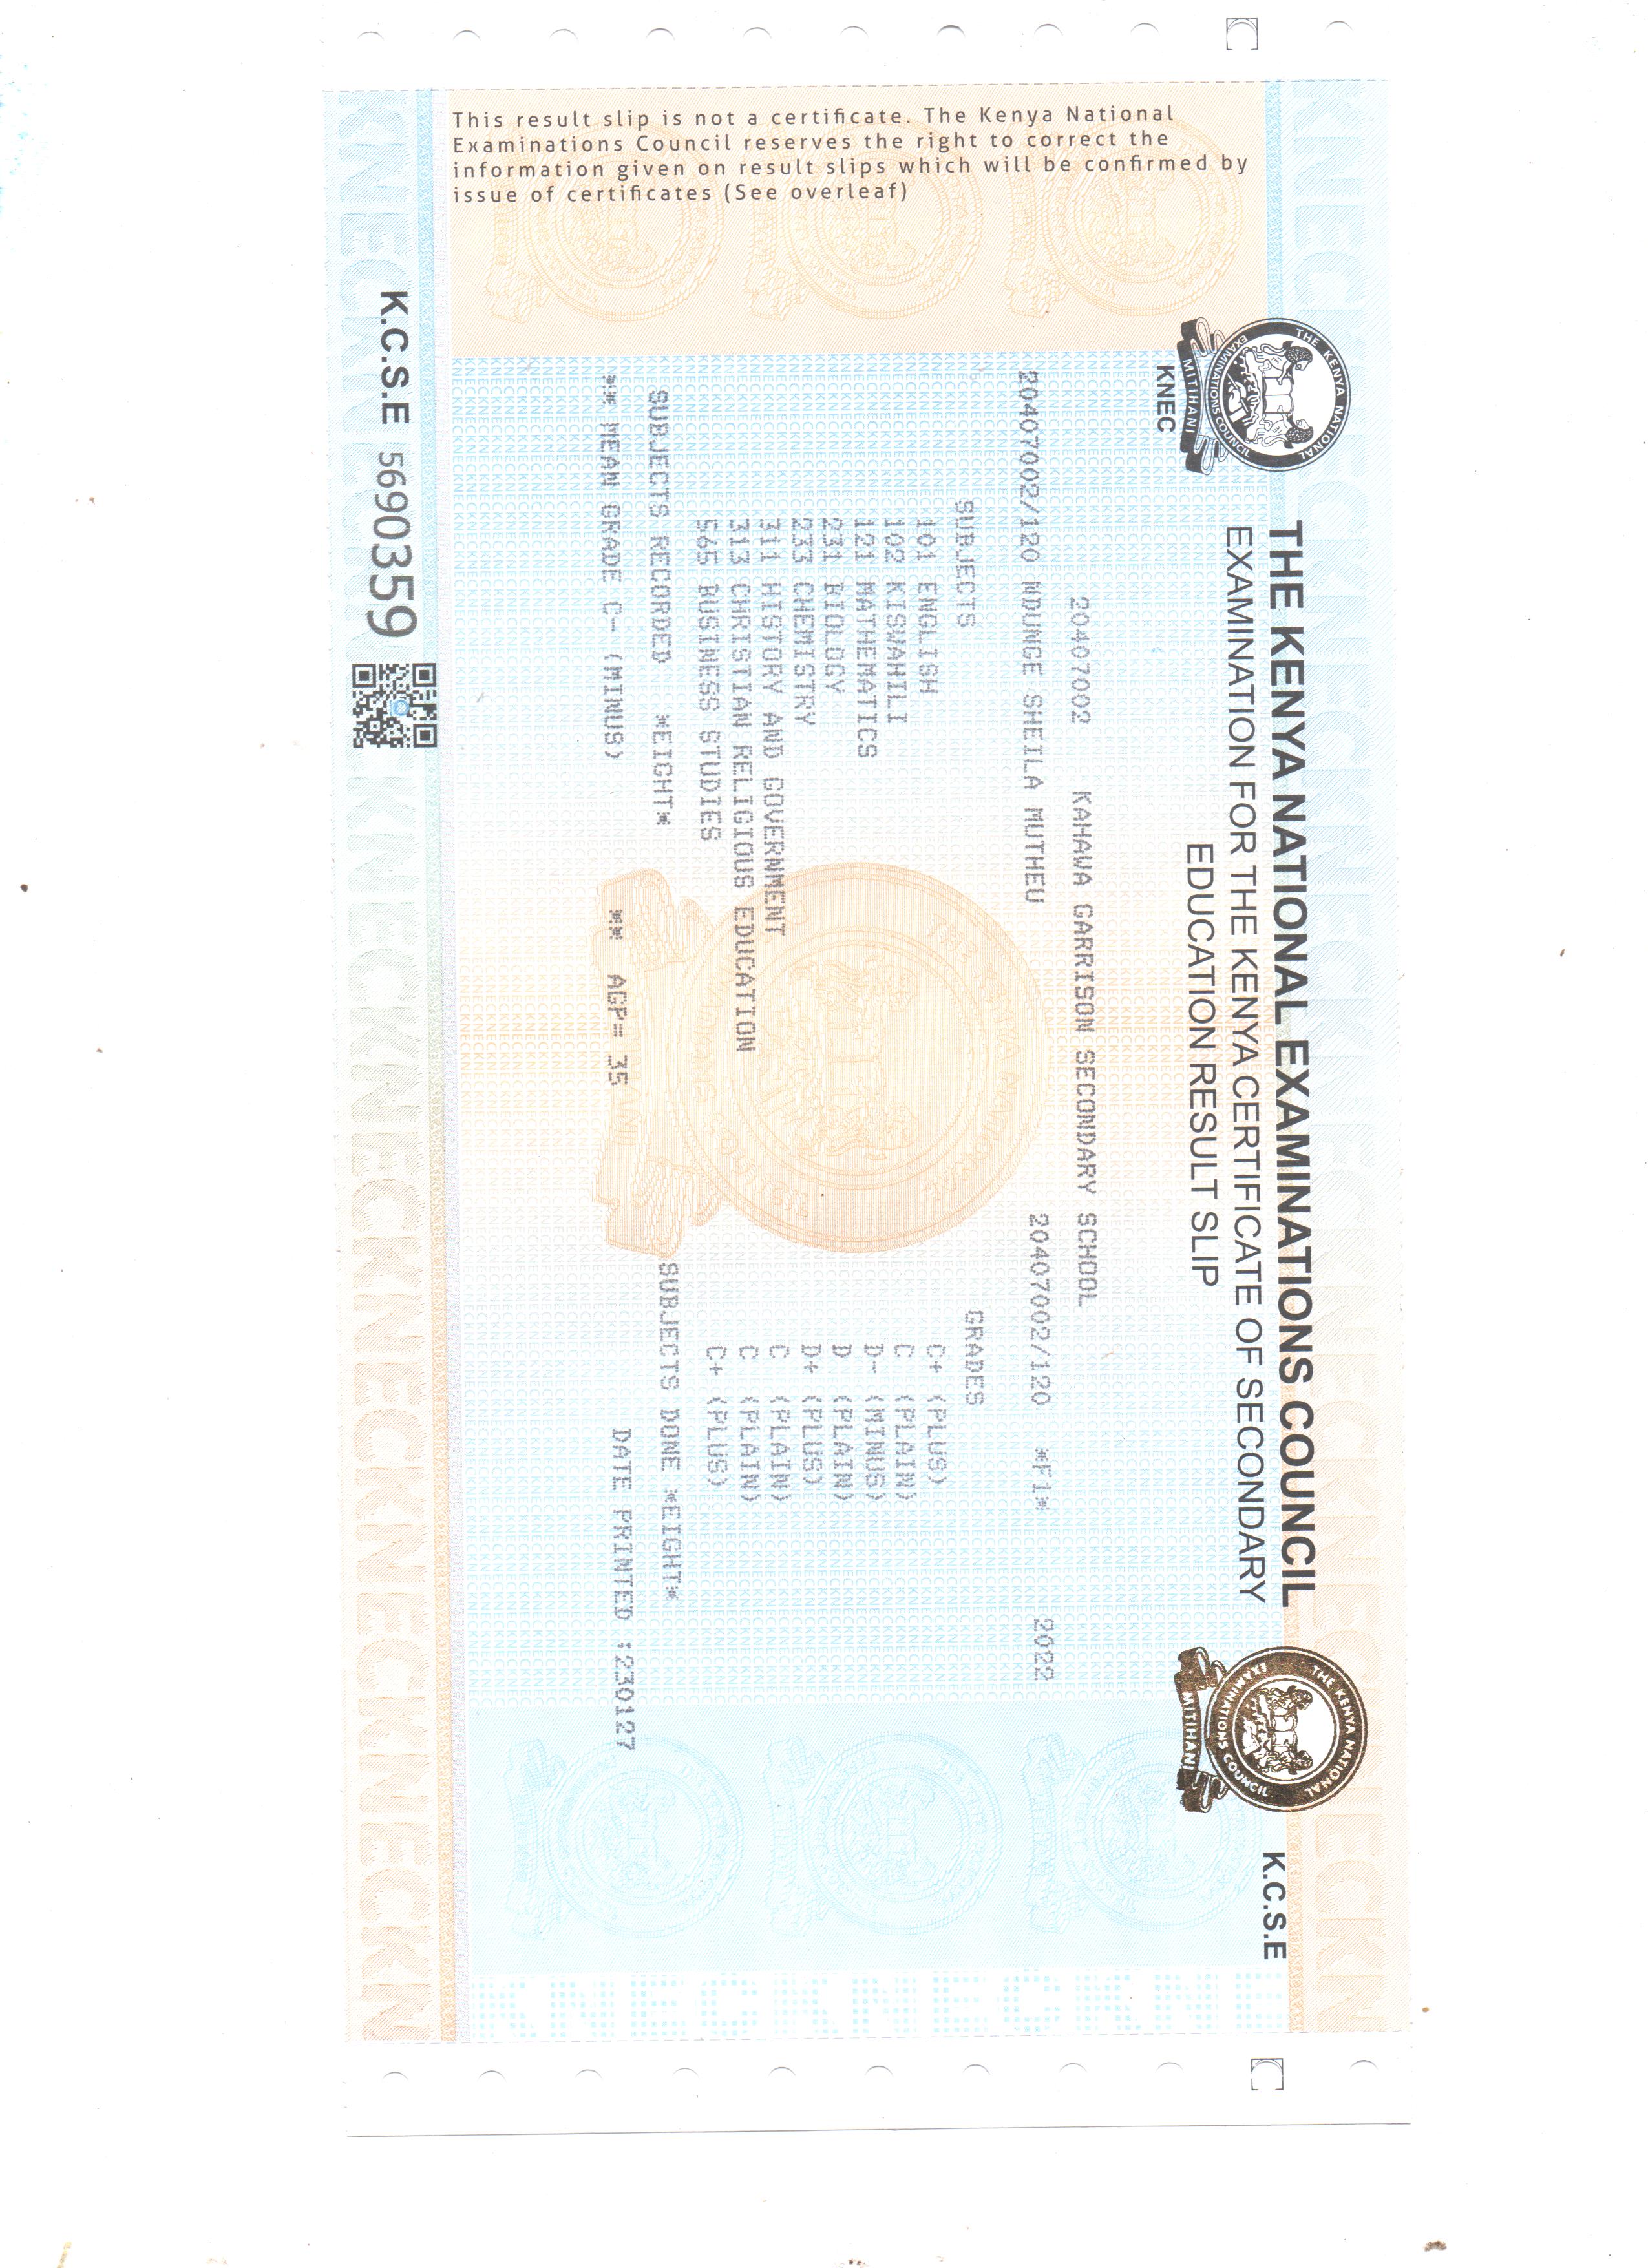 This result slip is not a certificate. The Kenya National
Examinations Council reserves the right to correct the
information given on result slips which will be confirmed by
issue of certificates (See overleaf)
THE KENYA NATIONAL EXAMINATIONS COUNCIL
EXAMINATION FOR THE KENYA CERTIFICATE OF SECONDARY
EDUCATION RESULT SLIP
THE KENYA NATIONAL EXAMINATIONS COUNCIL
MITIHANI
KNEC
THE KENYA NATIONAL EXAMINATIONS COUNCIL
MITIHANI
K.C.S.E
20407002 KAHAWA GARRISON SECONDARY SCHOOL
20407002/120 NDUNGE SHEILA MUTHEU 20407002/120 *F1* 2022
SUBJECTS GRADES
101 ENGLISH C+ (PLUS)
102 KISWAHILI C (PLAIN)
121 MATHEMATICS D- (MINUS)
231 BIOLOGY D (PLAIN)
233 CHEMISTRY D+ (PLUS)
311 HISTORY AND GOVERNMENT C (PLAIN)
313 CHRISTIAN RELIGIOUS EDUCATION C (PLAIN)
565 BUSINESS STUDIES C+ (PLUS)
SUBJECTS RECORDED *EIGHT* SUBJECTS DONE *EIGHT*
** MEAN GRADE C- (MINUS) ** AGP= 35 DATE PRINTED :230127
K.C.S.E 5690359